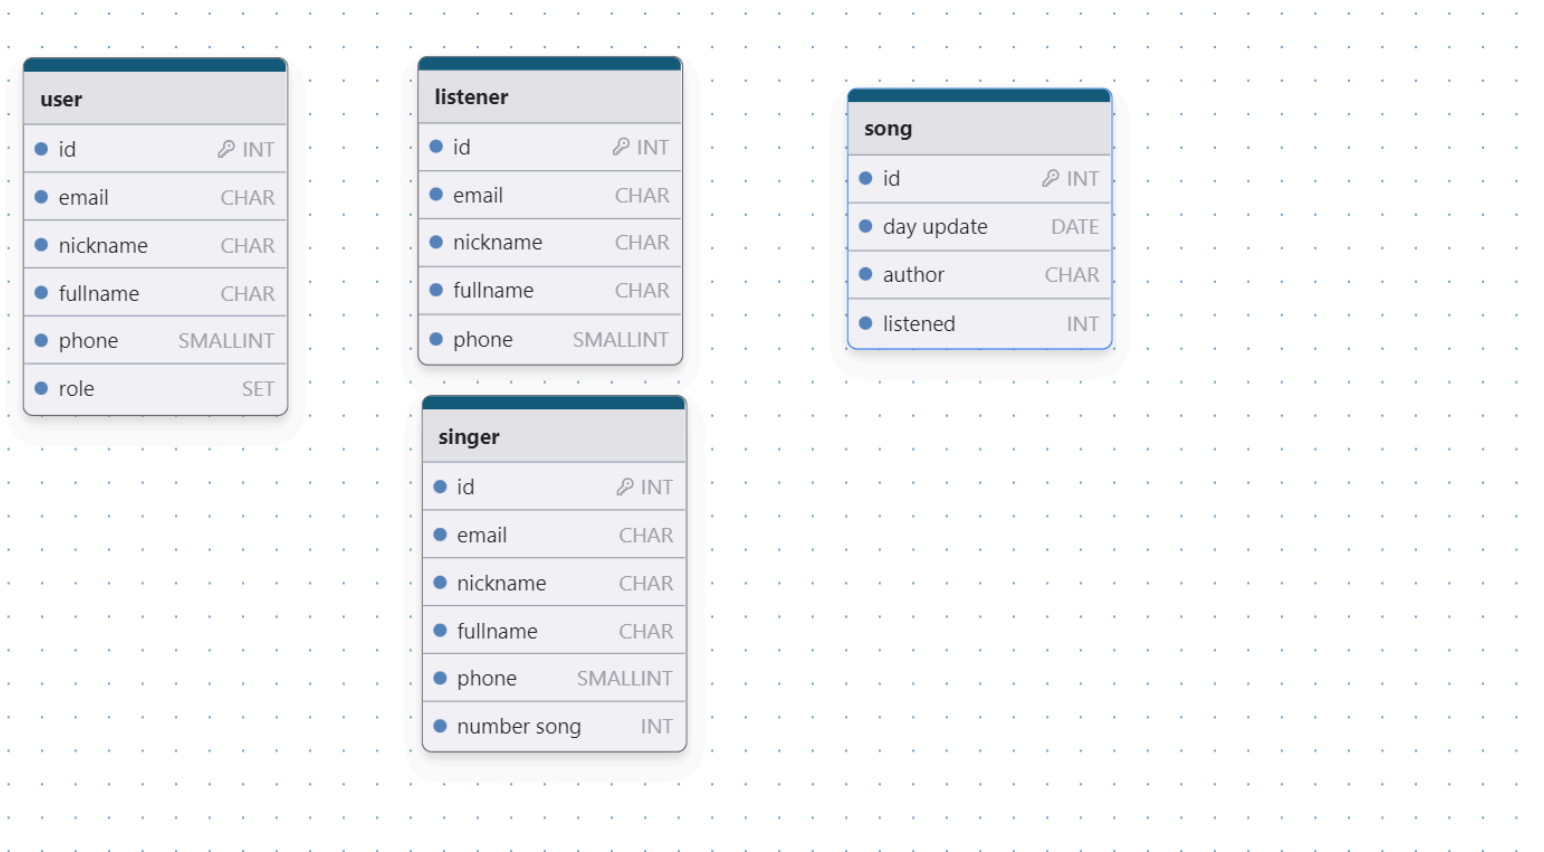 user
id INT
email CHAR
nickname CHAR
fullname CHAR
phone SMALLINT
role SET
listener
id INT
email CHAR
nickname CHAR
fullname CHAR
phone SMALLINT
singer
id INT
email CHAR
nickname CHAR
fullname CHAR
phone SMALLINT
number song INT
song
id INT
day update DATE
author CHAR
listened INT